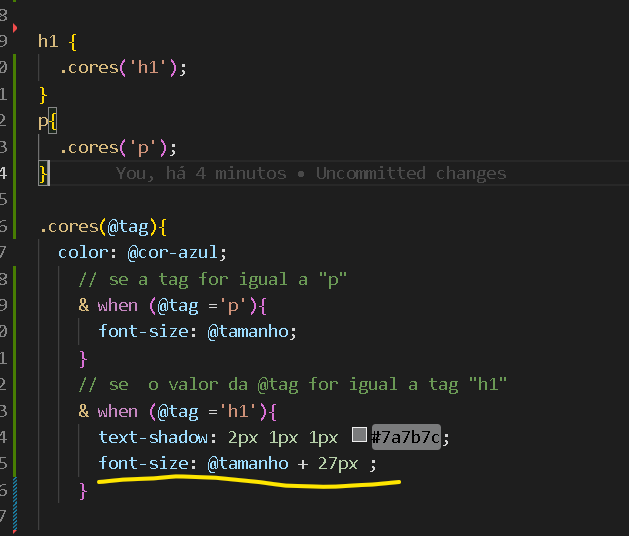 8
9 h1 {
0 .cores('h1');
1 }
2 p{
3 .cores('p');
4 } You, há 4 minutos • Uncommitted changes
5
6 .cores(@tag){
7 color: @cor-azul;
8 // se a tag for igual a "p"
9 & when (@tag ='p'){
0 font-size: @tamanho;
1 }
2 // se  o valor da @tag for igual a tag "h1"
3 & when (@tag ='h1'){
4 text-shadow: 2px 1px 1px #7a7b7c;
5 font-size: @tamanho + 27px ;
6 }
7